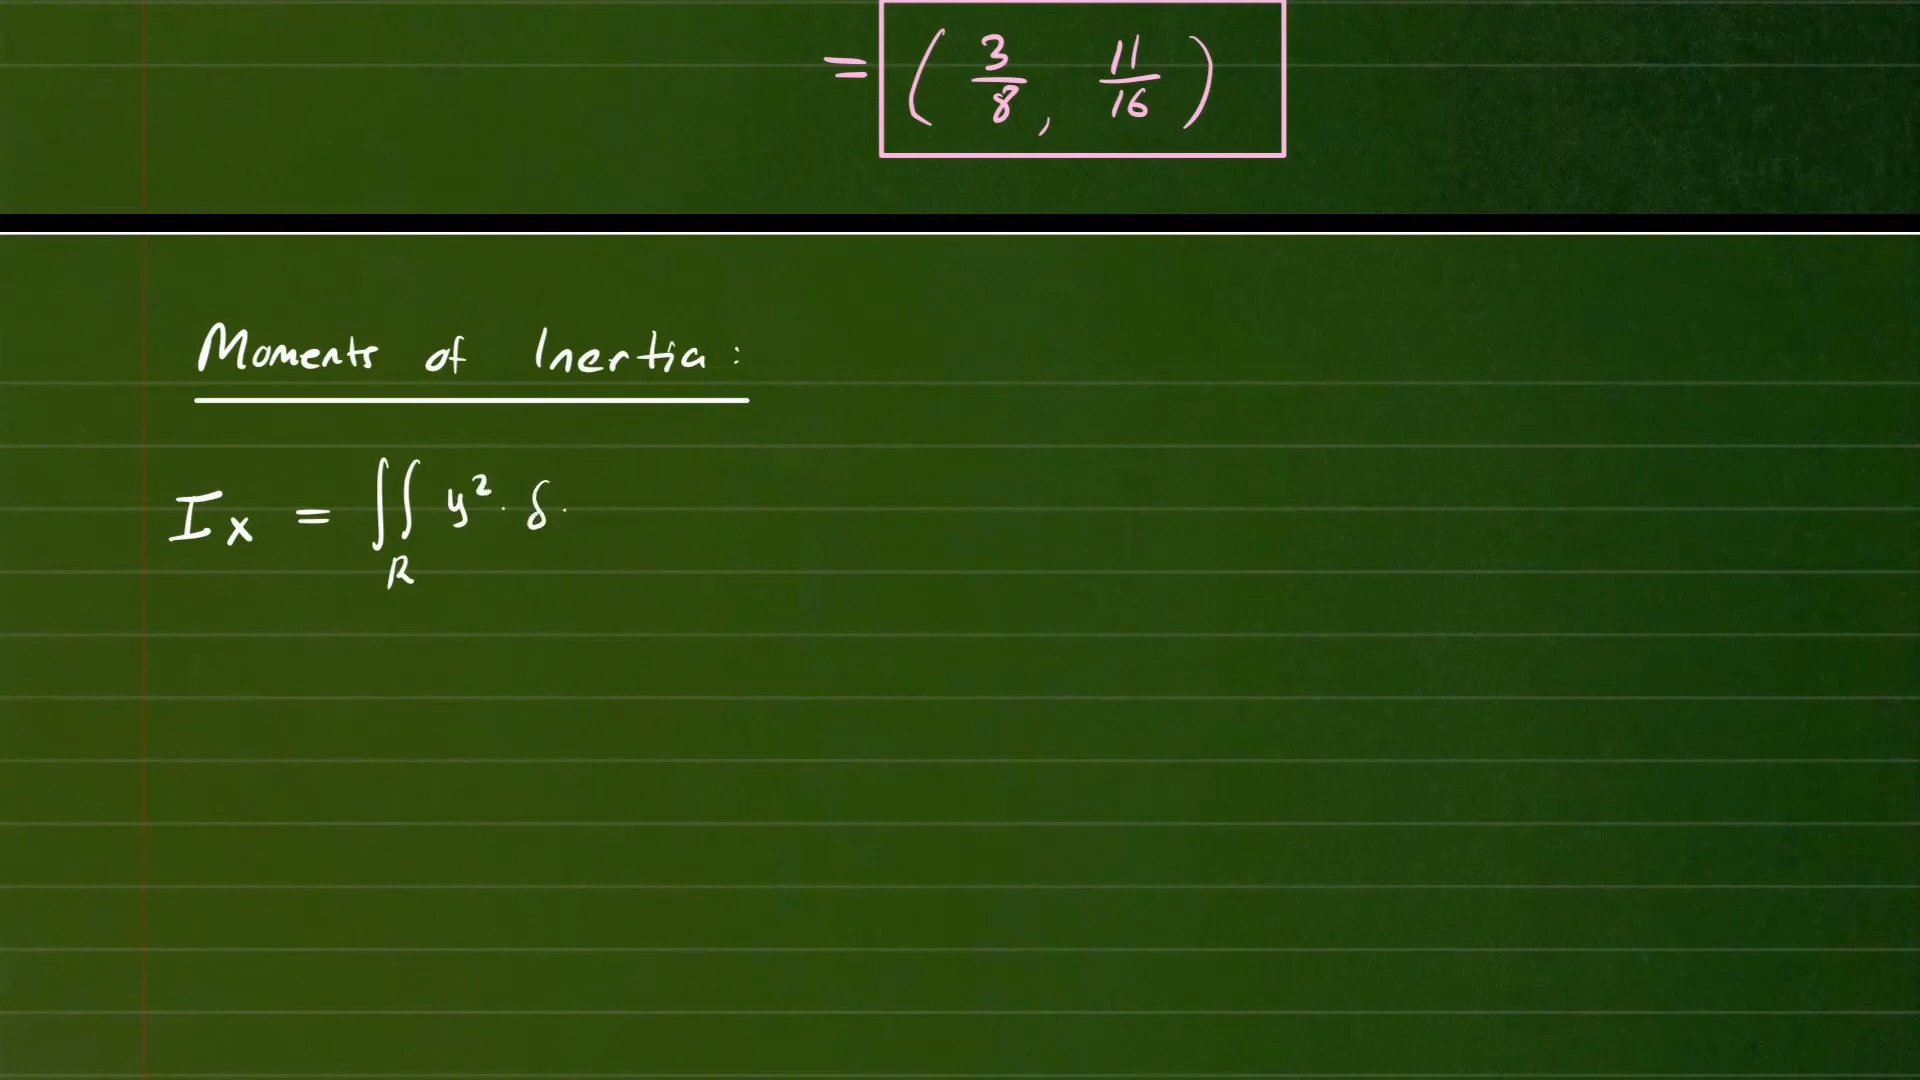 = ( 3/8 , 11/16 )
Moments of Inertia:
Ix = ∬R y² · δ ·